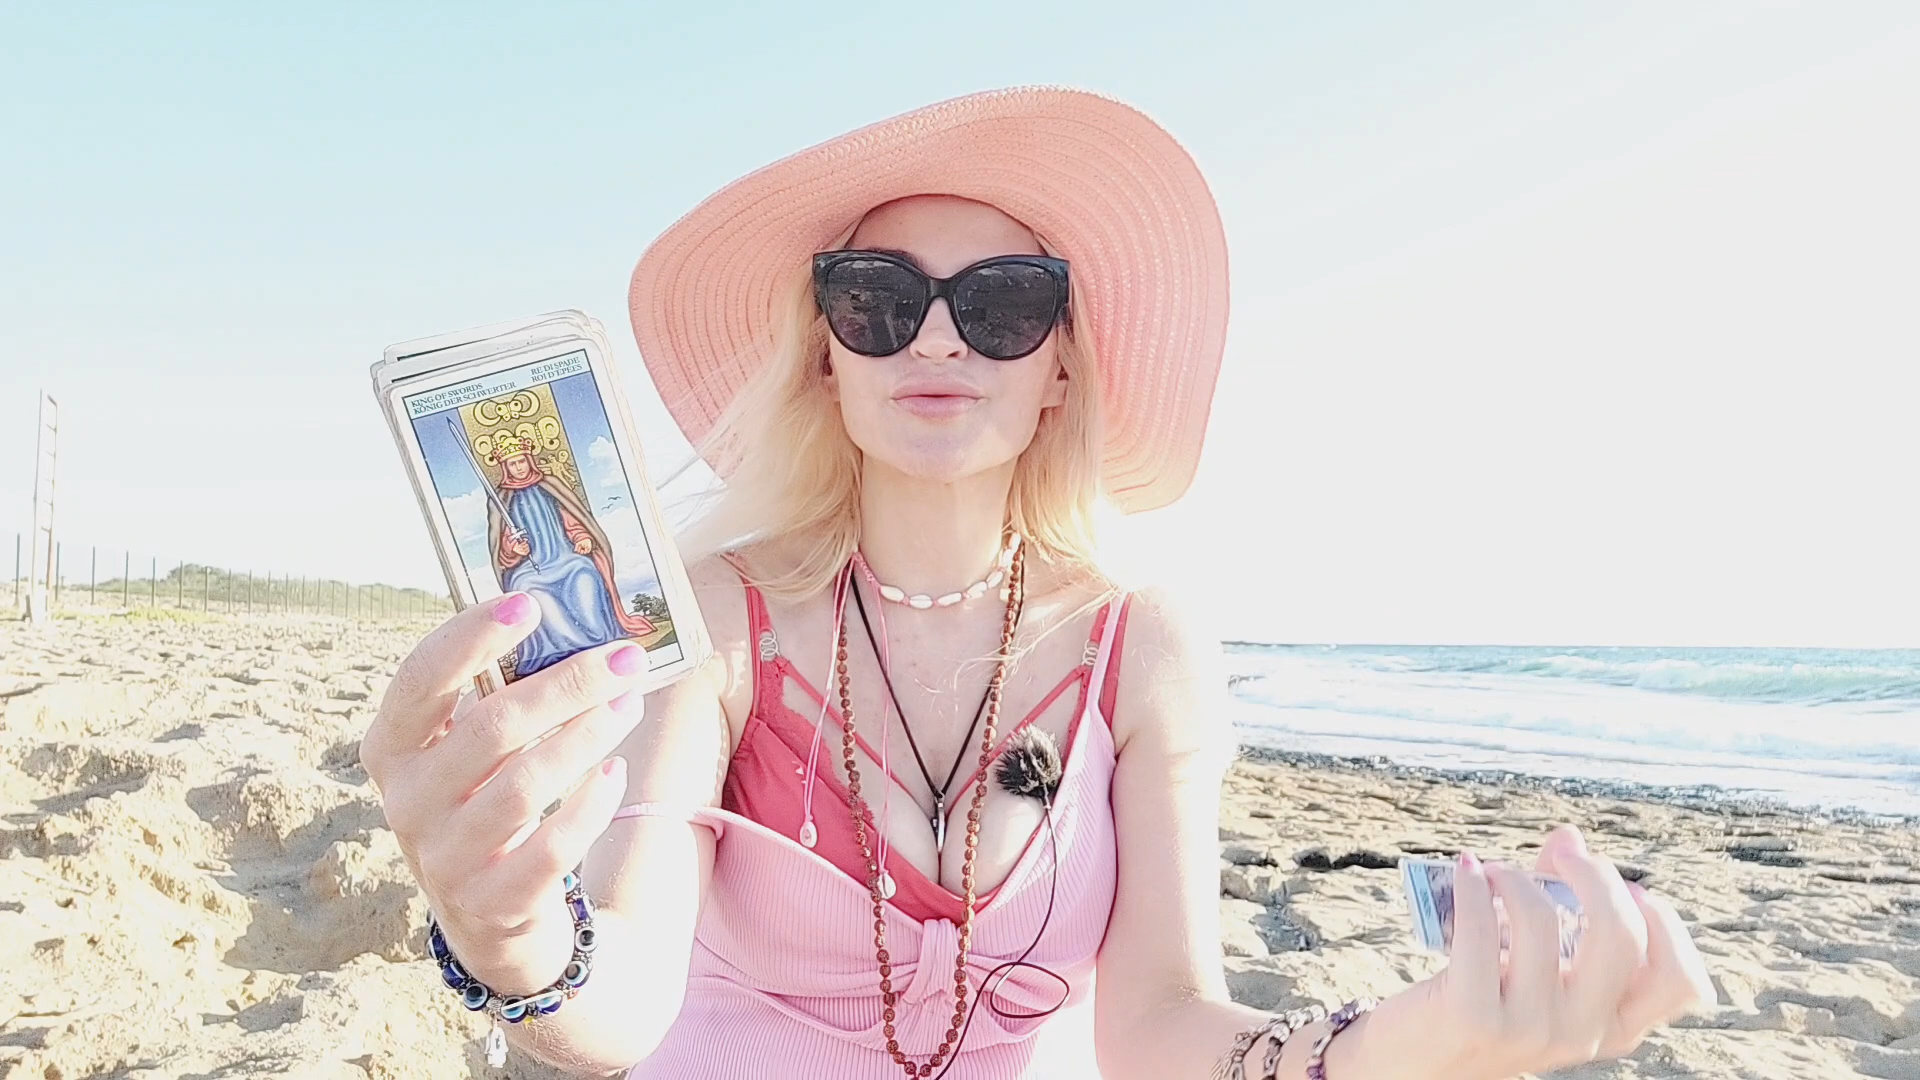 KING OF SWORDS
KÖNIG DER SCHWERTER
RE DI SPADE
ROI D'EPÉES